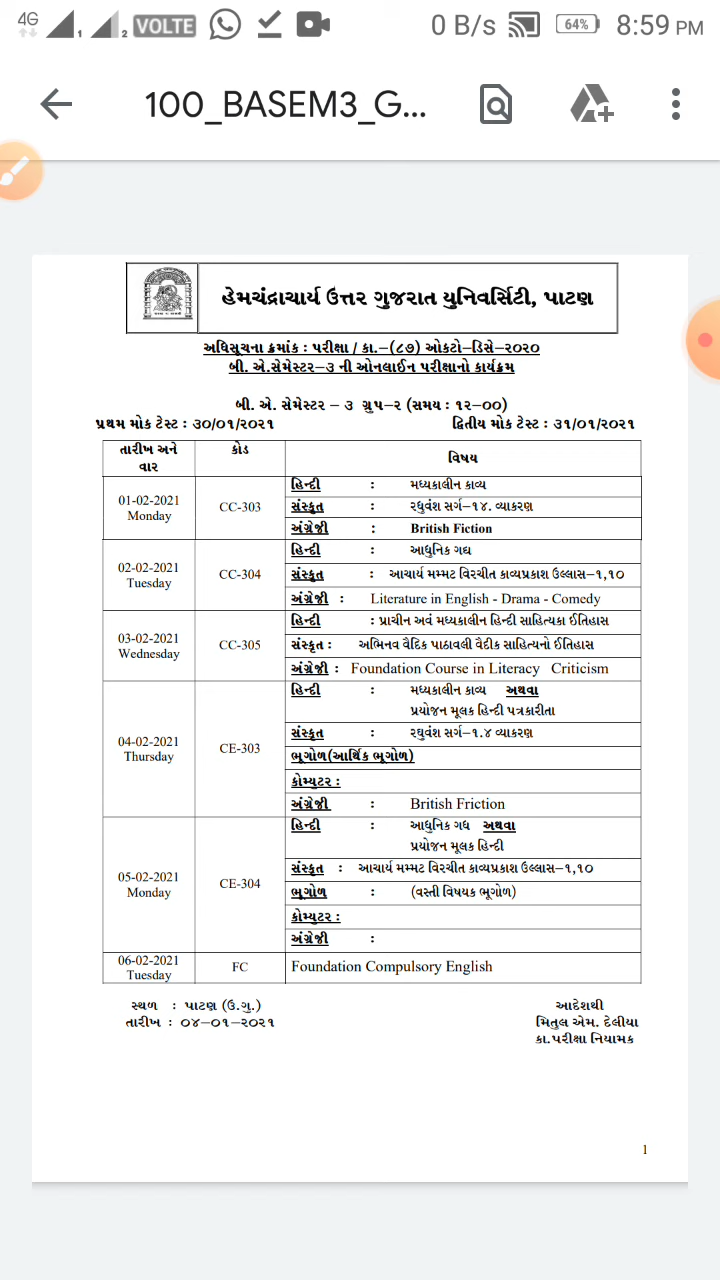 4G 1 2 VOLTE 0 B/s 64% 8:59 PM
100_BASEM3_G...
હેમચંદ્રાચાર્ય ઉત્તર ગુજરાત યુનિવર્સિટી, પાટણ
અધિસૂચના ક્રમાંક : પરીક્ષા / કા.-(૮૭) ઓકટો-ડિસે-૨૦૨૦
બી. એ.સેમેસ્ટર-૩ ની ઓનલાઈન પરીક્ષાનો કાર્યક્રમ
બી. એ. સેમેસ્ટર - ૩ ગ્રુપ-૨ (સમય : ૧૨-૦૦)
પ્રથમ મોક ટેસ્ટ : ૩૦/૦૧/૨૦૨૧ દ્વિતીય મોક ટેસ્ટ : ૩૧/૦૧/૨૦૨૧
તારીખ અને વાર કોડ વિષય
01-02-2021 Monday CC-303
હિન્દી : મધ્યકાલીન કાવ્ય
સંસ્કૃત : રઘુવંશ સર્ગ-૧૪. વ્યાકરણ
અંગ્રેજી : British Fiction
02-02-2021 Tuesday CC-304
હિન્દી : આધુનિક ગદ્ય
સંસ્કૃત : આચાર્ય મમ્મટ વિરચીત કાવ્યપ્રકાશ ઉલ્લાસ-૧,૧૦
અંગ્રેજી : Literature in English - Drama - Comedy
03-02-2021 Wednesday CC-305
હિન્દી : પ્રાચીન અવં મધ્યકાલીન હિન્દી સાહિત્યકા ઈતિહાસ
સંસ્કૃત : અભિનવ વૈદિક પાઠાવલી વૈદીક સાહિત્યનો ઈતિહાસ
અંગ્રેજી : Foundation Course in Literacy Criticism
04-02-2021 Thursday CE-303
હિન્દી : મધ્યકાલીન કાવ્ય અથવા
પ્રયોજન મૂલક હિન્દી પત્રકારીતા
સંસ્કૃત : રઘુવંશ સર્ગ-૧.૪ વ્યાકરણ
ભૂગોળ(આર્થિક ભૂગોળ)
કોમ્યુટર :
અંગ્રેજી : British Friction
05-02-2021 Monday CE-304
હિન્દી : આધુનિક ગધ અથવા
પ્રયોજન મૂલક હિન્દી
સંસ્કૃત : આચાર્ય મમ્મટ વિરચીત કાવ્યપ્રકાશ ઉલ્લાસ-૧,૧૦
ભૂગોળ : (વસ્તી વિષયક ભૂગોળ)
કોમ્યુટર :
અંગ્રેજી :
06-02-2021 Tuesday FC Foundation Compulsory English
સ્થળ : પાટણ (ઉ.ગુ.) આદેશથી
તારીખ : ૦૪-૦૧-૨૦૨૧ મિતુલ એમ. દેલીયા
કા.પરીક્ષા નિયામક
1